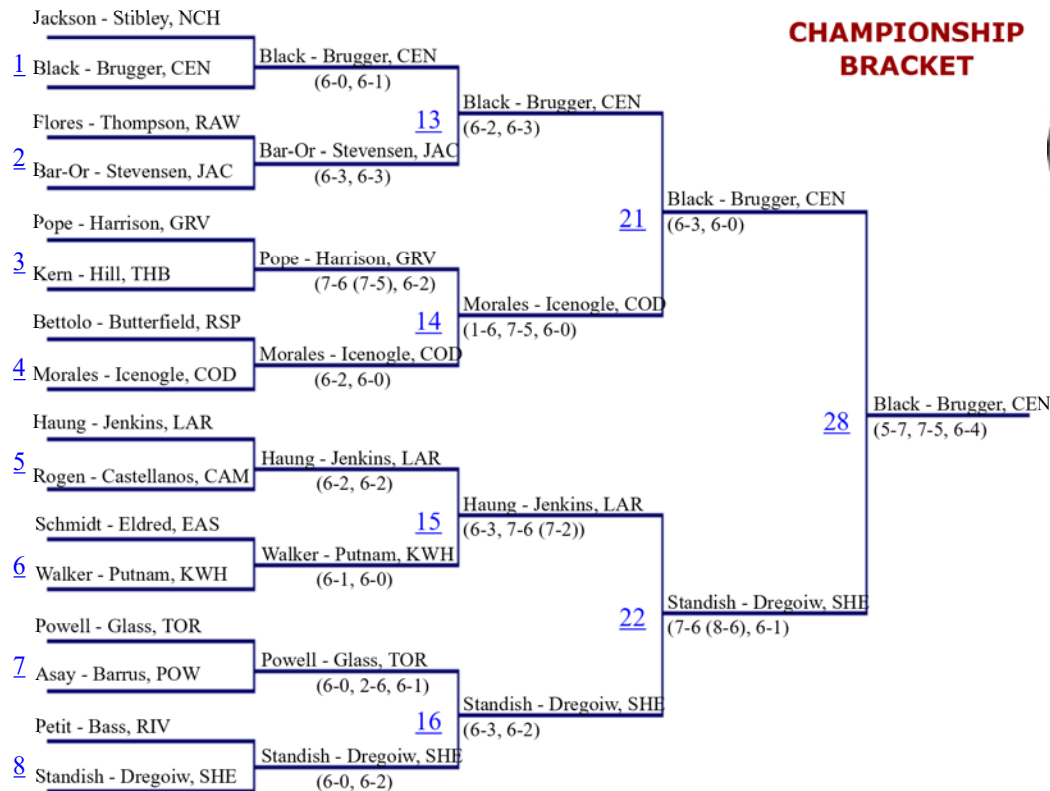 CHAMPIONSHIP
BRACKET
Jackson - Stibley, NCH
1
Black - Brugger, CEN
Flores - Thompson, RAW
2
Bar-Or - Stevensen, JAC
Pope - Harrison, GRV
3
Kern - Hill, THB
Bettolo - Butterfield, RSP
4
Morales - Icenogle, COD
Haung - Jenkins, LAR
5
Rogen - Castellanos, CAM
Schmidt - Eldred, EAS
6
Walker - Putnam, KWH
Powell - Glass, TOR
7
Asay - Barrus, POW
Petit - Bass, RIV
8
Standish - Dregoiw, SHE
Black - Brugger, CEN
(6-0, 6-1)
13
Bar-Or - Stevensen, JAC
(6-3, 6-3)
Pope - Harrison, GRV
(7-6 (7-5), 6-2)
14
Morales - Icenogle, COD
(6-2, 6-0)
Haung - Jenkins, LAR
(6-2, 6-2)
15
Walker - Putnam, KWH
(6-1, 6-0)
Powell - Glass, TOR
(6-0, 2-6, 6-1)
16
Standish - Dregoiw, SHE
(6-0, 6-2)
Black - Brugger, CEN
(6-2, 6-3)
21
Morales - Icenogle, COD
(1-6, 7-5, 6-0)
Haung - Jenkins, LAR
(6-3, 7-6 (7-2))
22
Standish - Dregoiw, SHE
(6-3, 6-2)
Black - Brugger, CEN
(6-3, 6-0)
28
Standish - Dregoiw, SHE
(7-6 (8-6), 6-1)
Black - Brugger, CEN
(5-7, 7-5, 6-4)